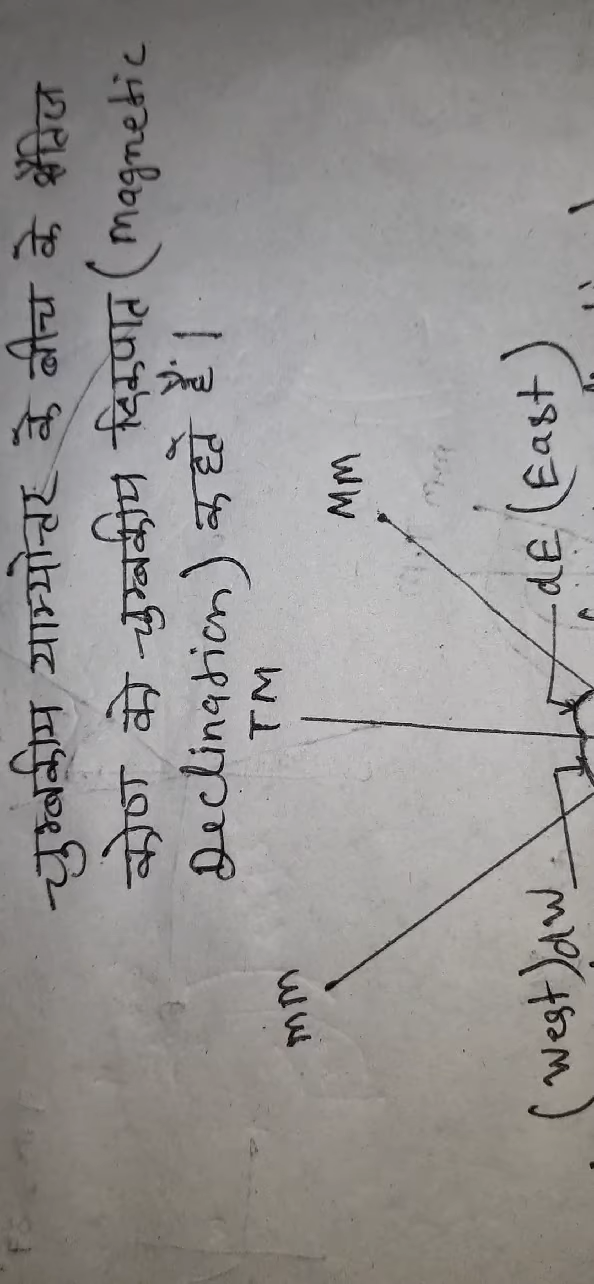 चुम्बकीय याम्योत्तर के बीच के क्षैतिज
कोण को चुम्बकीय दिक्पात (Magnetic
Declination) कहते हैं।
TM
MM
MM
(West) dW
dE (East)